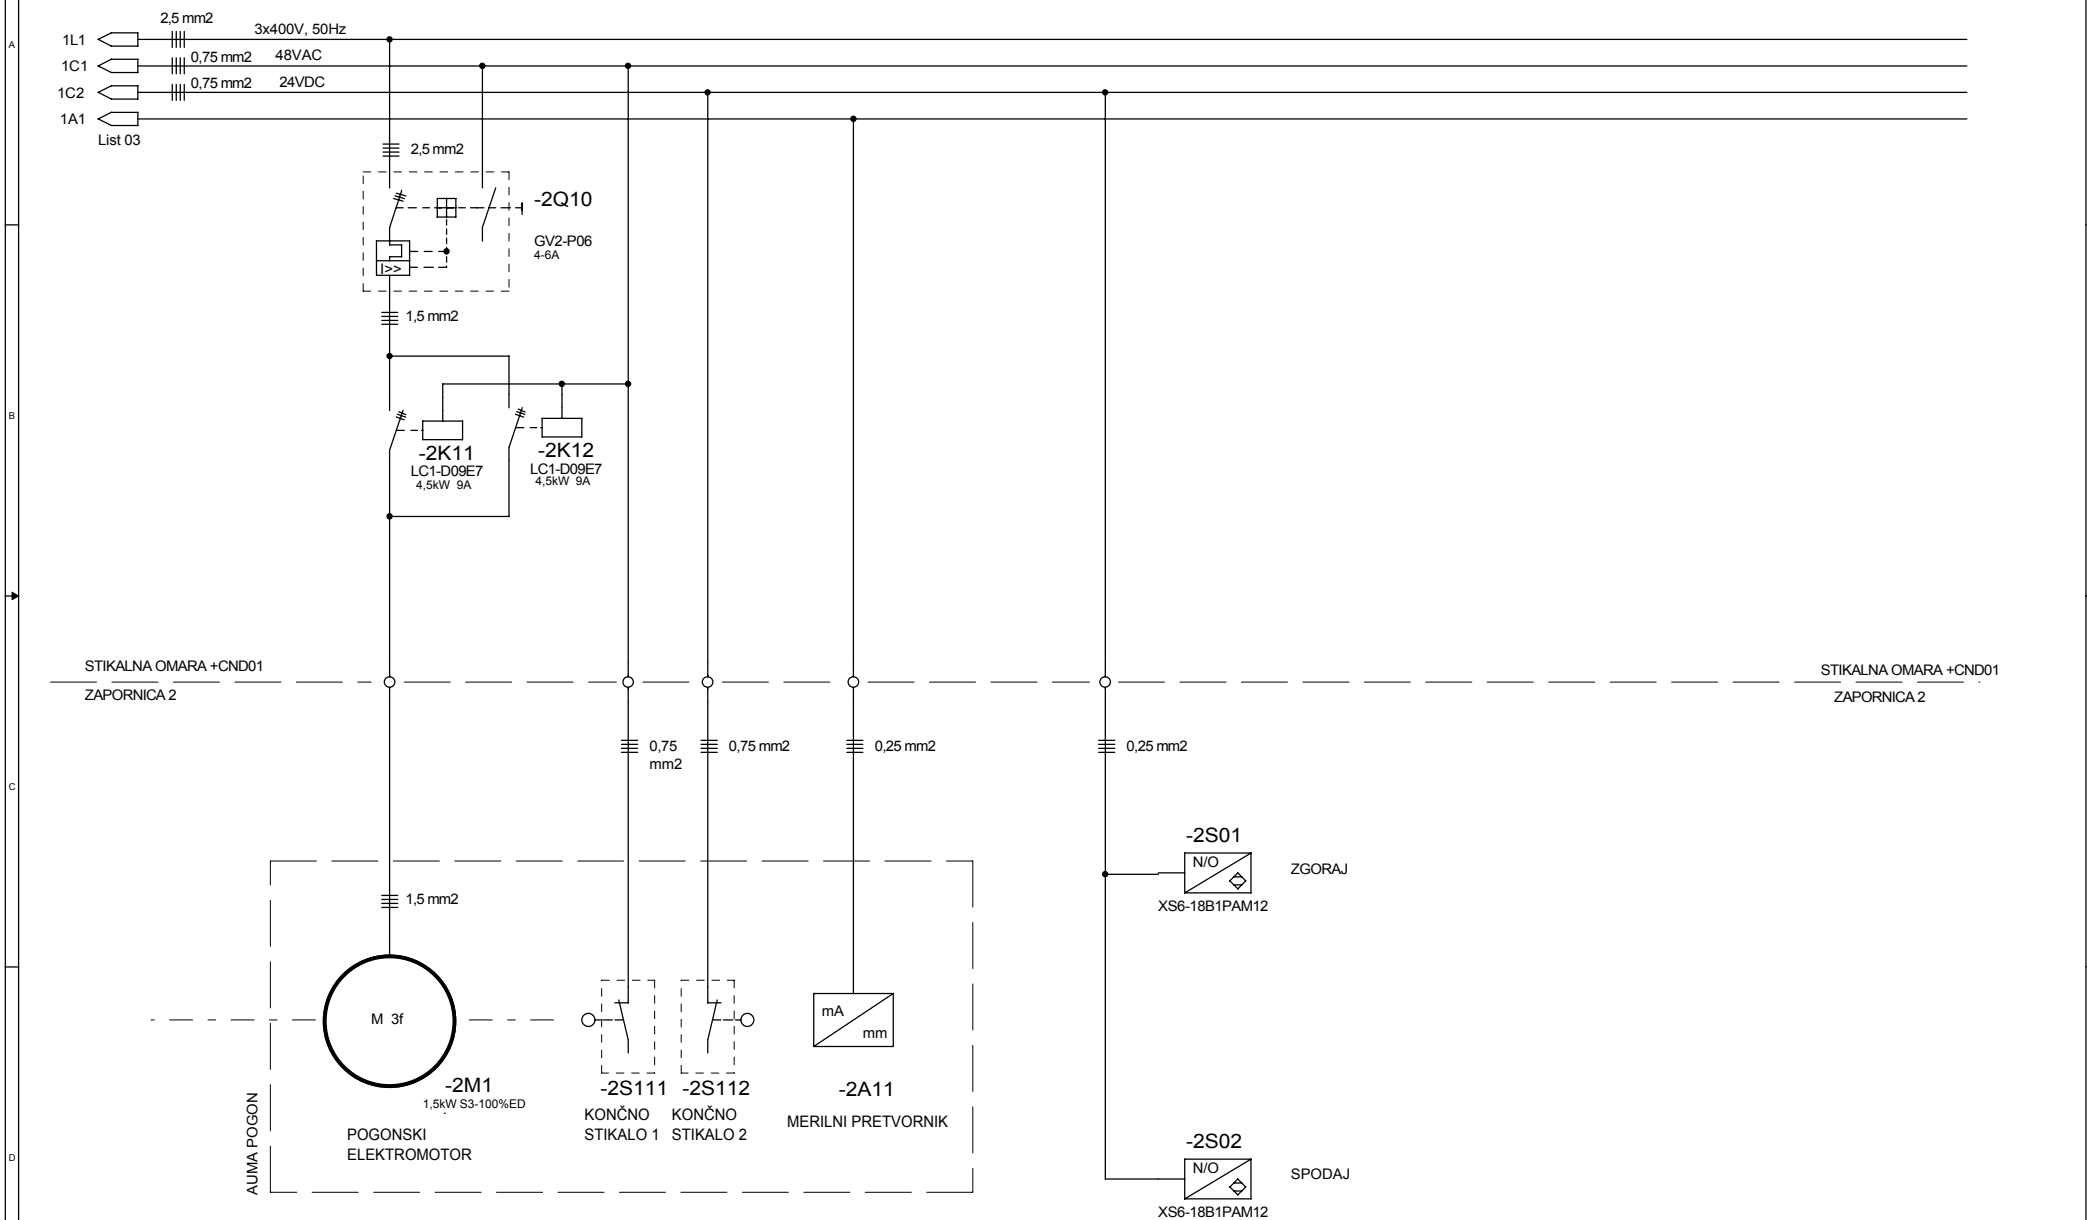 A
2,5 mm2
1L1
3x400V, 50Hz
1C1
0,75 mm2
48VAC
1C2
0,75 mm2
24VDC
1A1
List 03
2,5 mm2
-2Q10
GV2-P06
4-6A
I>>
1,5 mm2
B
-2K11
LC1-D09E7
4,5kW 9A
-2K12
LC1-D09E7
4,5kW 9A
STIKALNA OMARA +CND01
ZAPORNICA 2
STIKALNA OMARA +CND01
ZAPORNICA 2
0,75
mm2
0,75 mm2
0,25 mm2
0,25 mm2
C
-2S01
N/O
XS6-18B1PAM12
ZGORAJ
1,5 mm2
M 3f
-2M1
1,5kW S3-100%ED
POGONSKI
ELEKTROMOTOR
AUMA POGON
-2S111
KONČNO
STIKALO 1
-2S112
KONČNO
STIKALO 2
mA
mm
-2A11
MERILNI PRETVORNIK
D
-2S02
N/O
XS6-18B1PAM12
SPODAJ